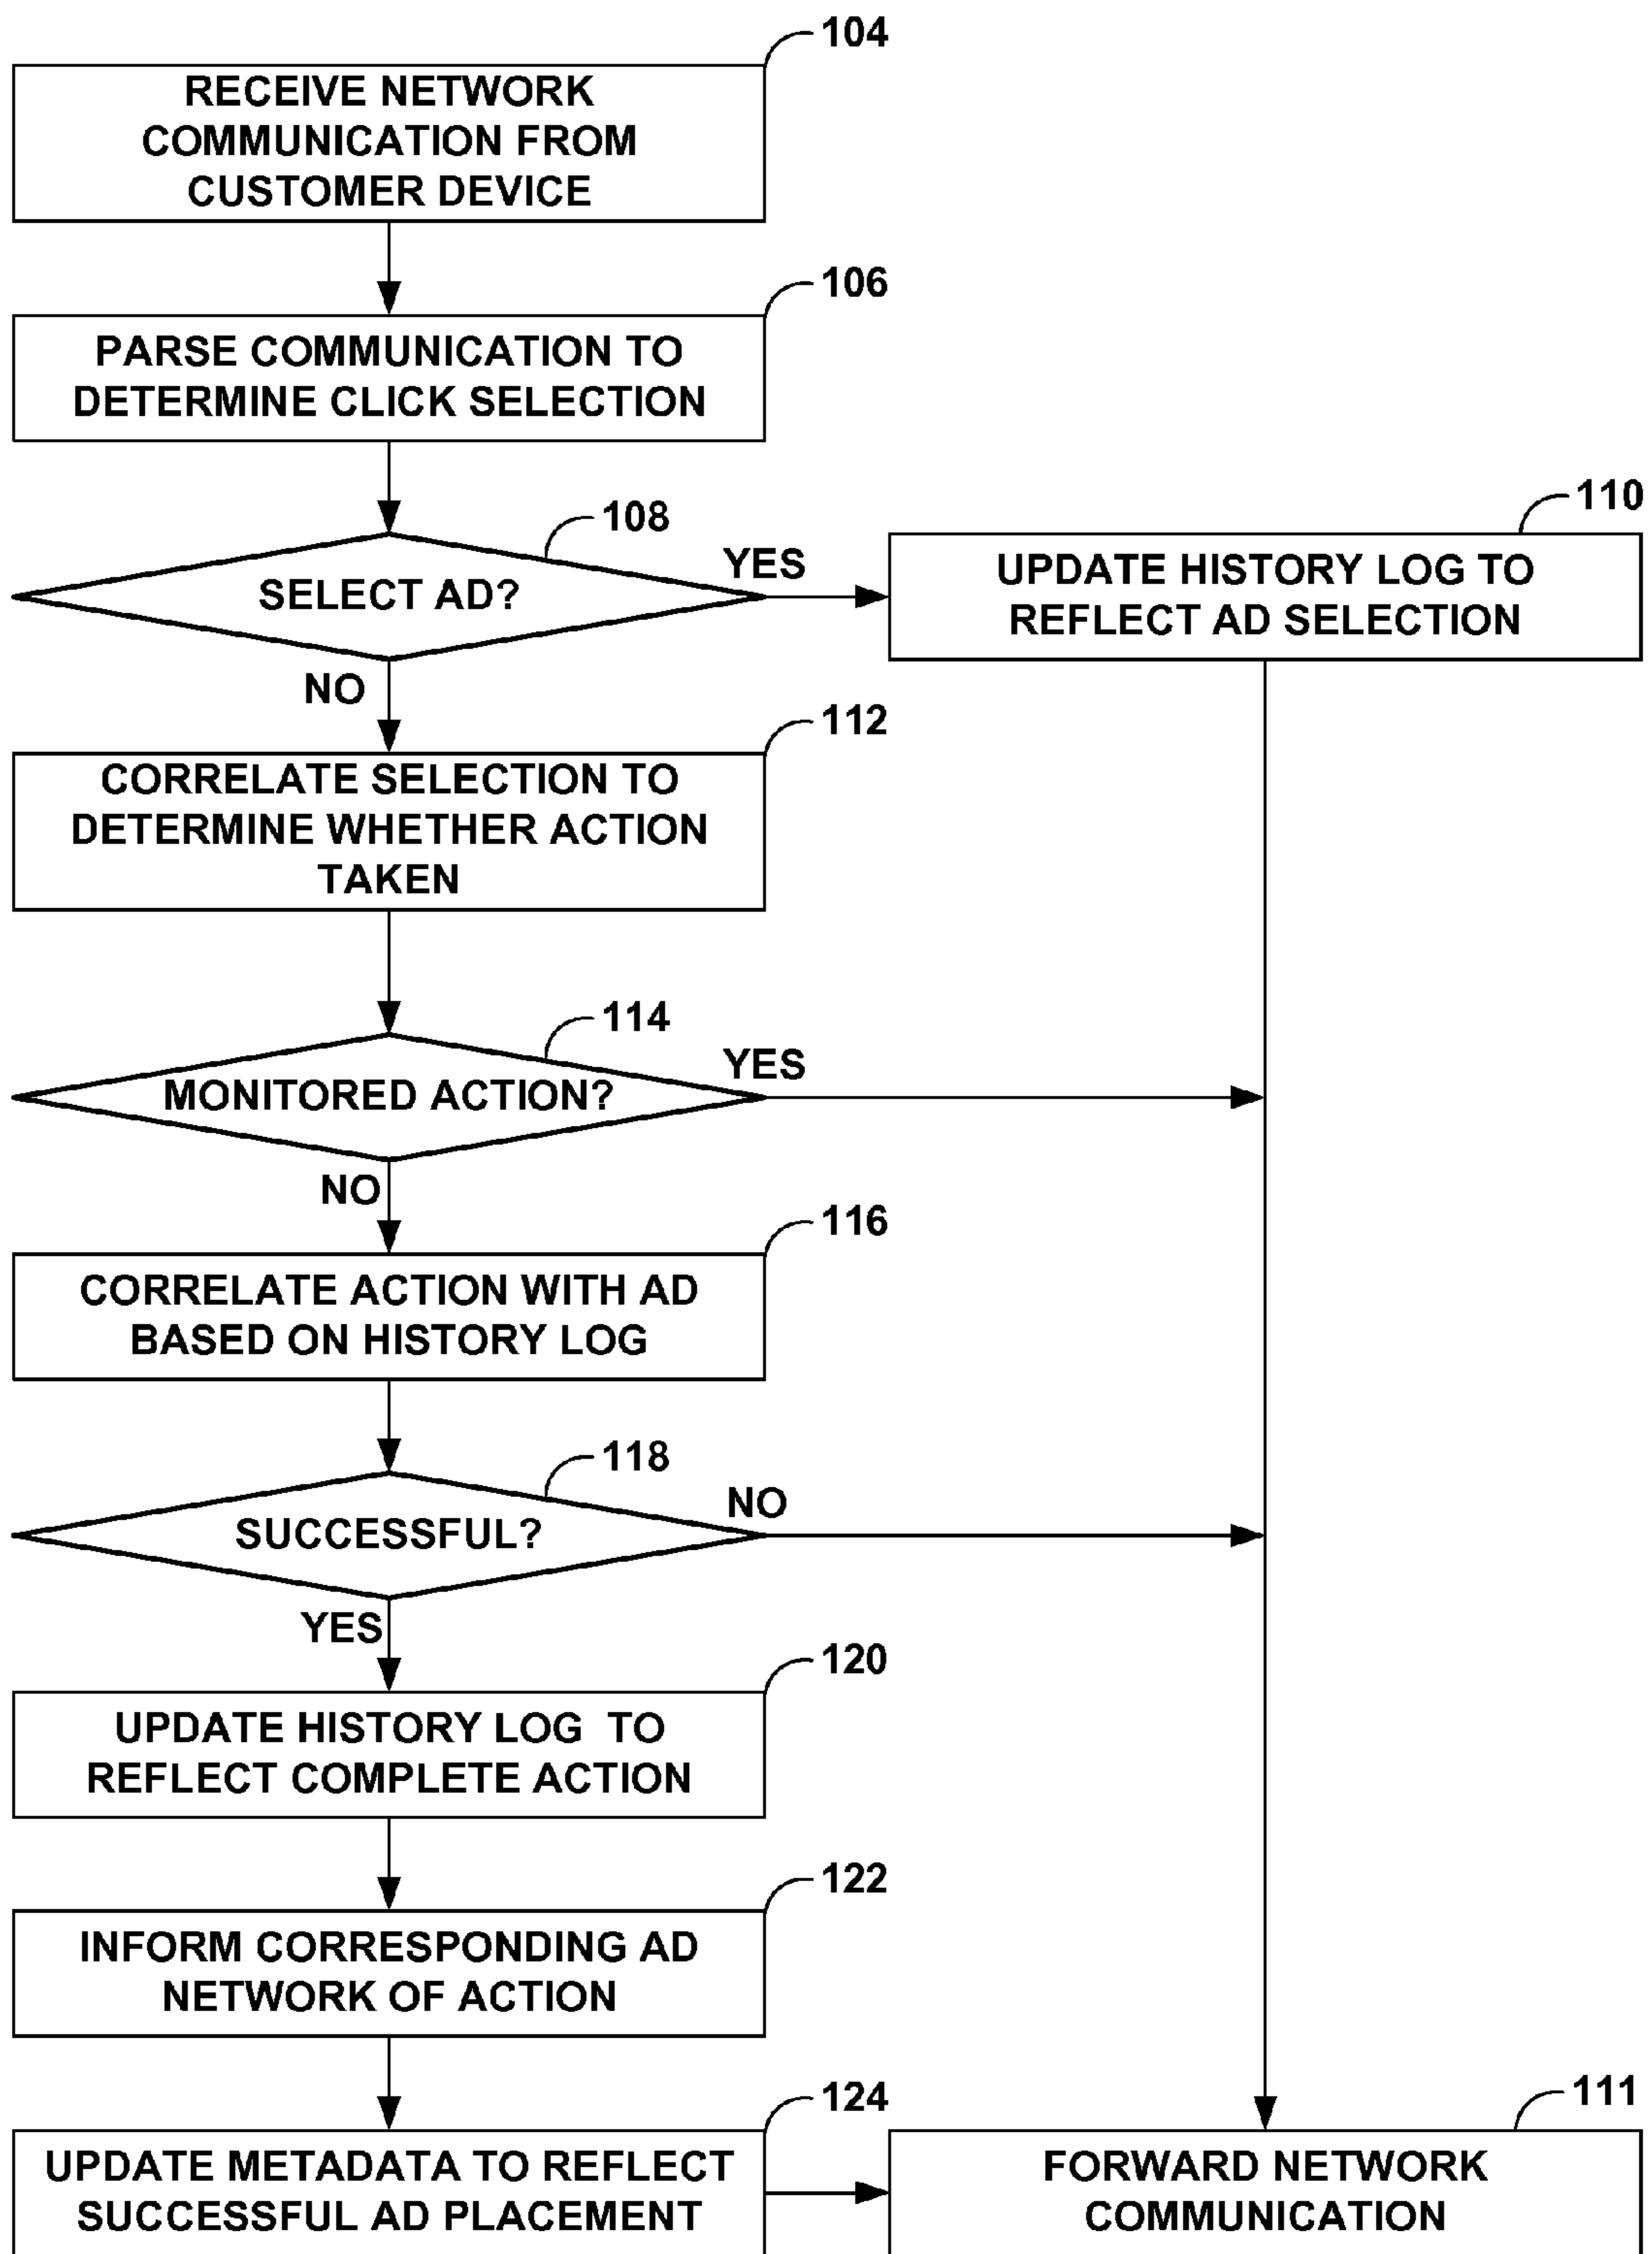 104
RECEIVE NETWORK
COMMUNICATION FROM
CUSTOMER DEVICE
106
PARSE COMMUNICATION TO
DETERMINE CLICK SELECTION
108
SELECT AD?
YES
110
UPDATE HISTORY LOG TO
REFLECT AD SELECTION
NO
112
CORRELATE SELECTION TO
DETERMINE WHETHER ACTION
TAKEN
114
MONITORED ACTION?
YES
NO
116
CORRELATE ACTION WITH AD
BASED ON HISTORY LOG
118
SUCCESSFUL?
NO
YES
120
UPDATE HISTORY LOG TO
REFLECT COMPLETE ACTION
122
INFORM CORRESPONDING AD
NETWORK OF ACTION
124
UPDATE METADATA TO REFLECT
SUCCESSFUL AD PLACEMENT
111
FORWARD NETWORK
COMMUNICATION